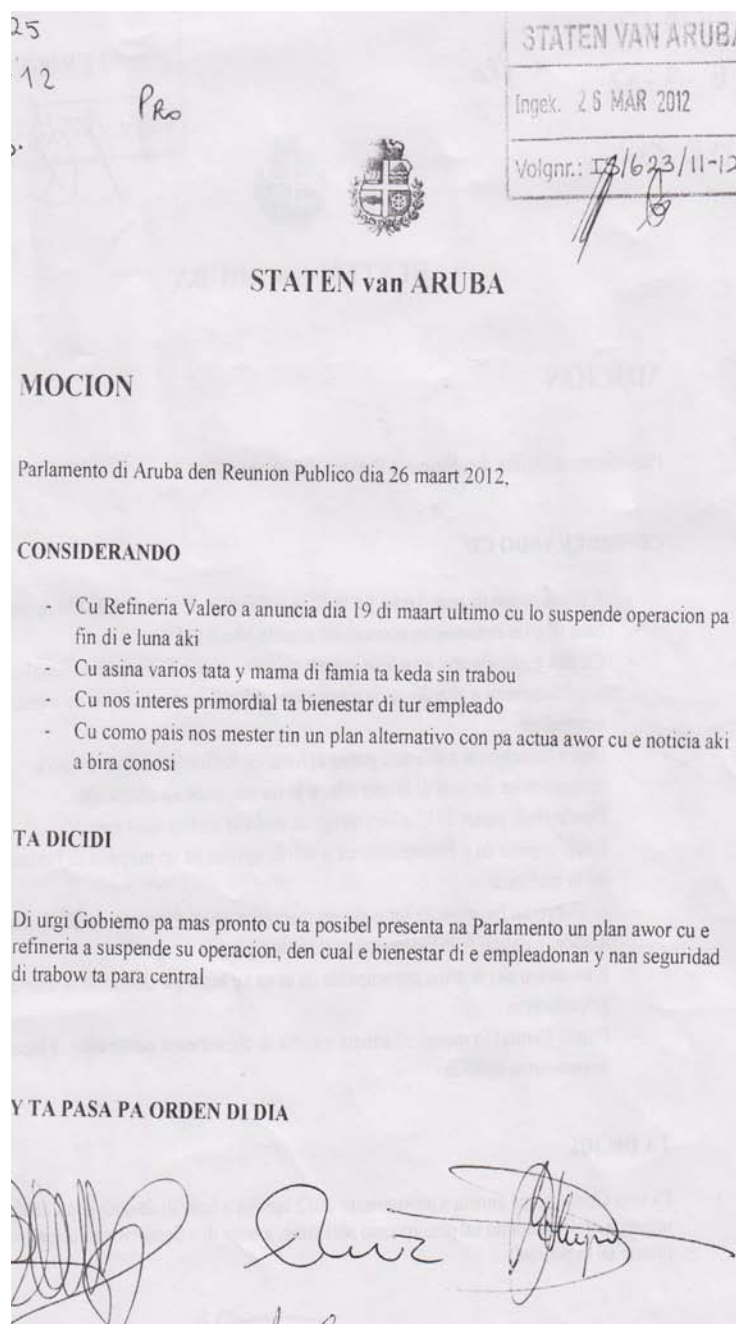 25
12
PRO
STATEN VAN ARUBA
Ingek. 26 MAR 2012
Volgnr.: IS/623/11-12
STATEN van ARUBA
MOCION
Parlamento di Aruba den Reunion Publico dia 26 maart 2012,
CONSIDERANDO
- Cu Refineria Valero a anuncia dia 19 di maart ultimo cu lo suspende operacion pa
fin di e luna aki
- Cu asina varios tata y mama di famia ta keda sin trabou
- Cu nos interes primordial ta bienestar di tur empleado
- Cu como pais nos mester tin un plan alternativo con pa actua awor cu e noticia aki
a bira conosi
TA DICIDI
Di urgi Gobierno pa mas pronto cu ta posibel presenta na Parlamento un plan awor cu e
refineria a suspende su operacion, den cual e bienestar di e empleadonan y nan seguridad
di trabow ta para central
Y TA PASA PA ORDEN DI DIA